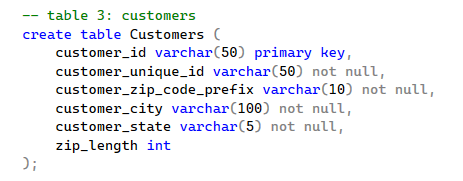 -- table 3: customers
create table Customers (
    customer_id varchar(50) primary key,
    customer_unique_id varchar(50) not null,
    customer_zip_code_prefix varchar(10) not null,
    customer_city varchar(100) not null,
    customer_state varchar(5) not null,
    zip_length int
);